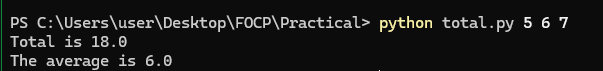 PS C:\Users\user\Desktop\FOCP\Practical> python total.py 5 6 7
Total is 18.0
The average is 6.0